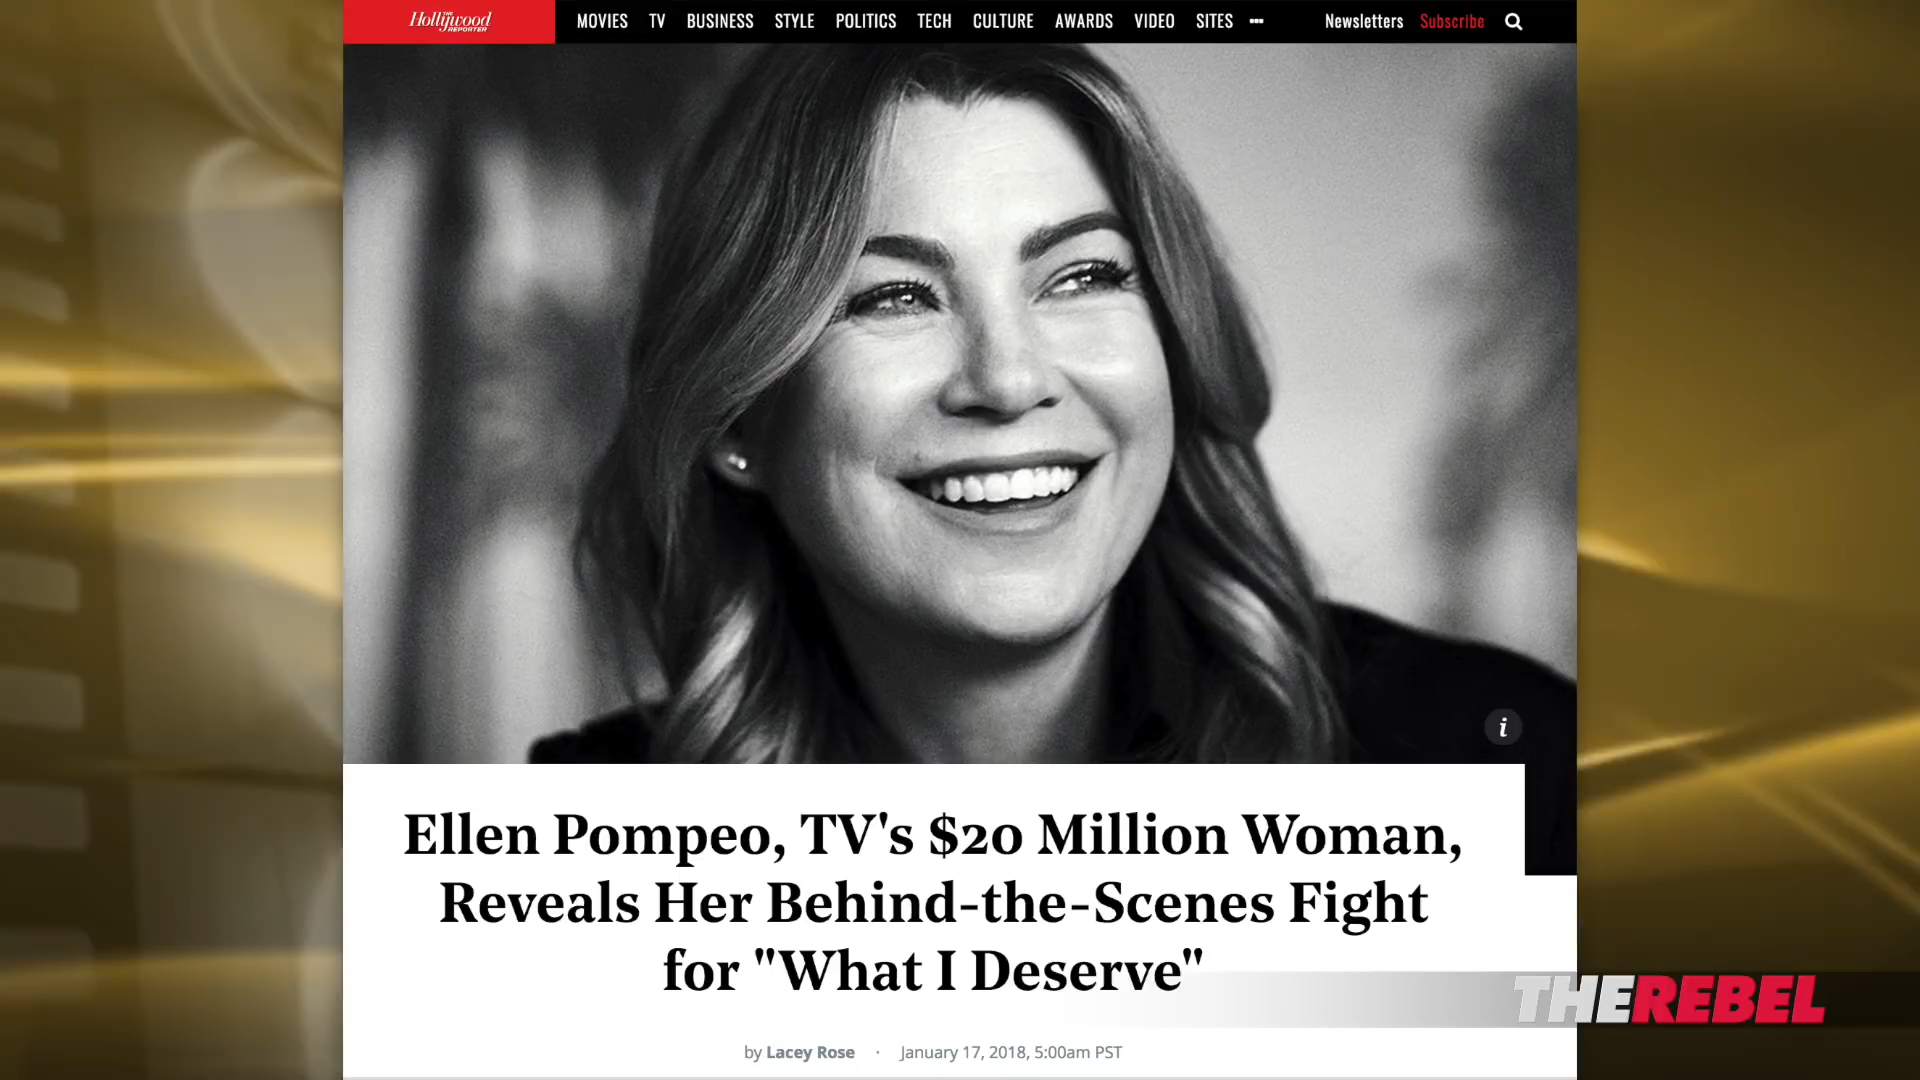 THE
Hollywood
REPORTER
MOVIES TV BUSINESS STYLE POLITICS TECH CULTURE AWARDS VIDEO SITES ••• Newsletters Subscribe
i
Ellen Pompeo, TV's $20 Million Woman,
Reveals Her Behind-the-Scenes Fight
for "What I Deserve"
THEREBEL
by Lacey Rose · January 17, 2018, 5:00am PST